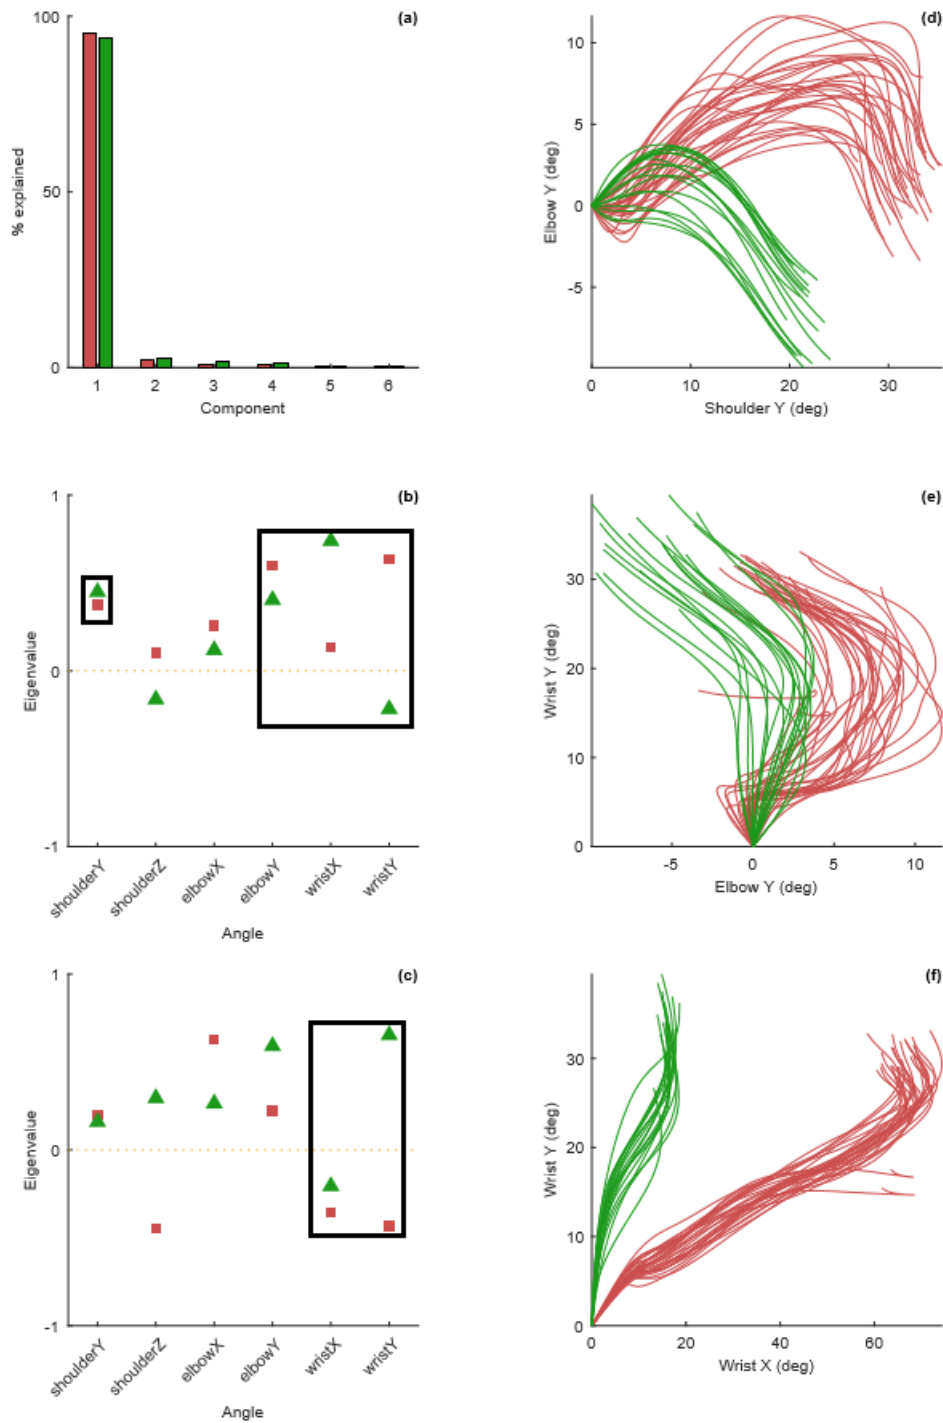 (a)
100
50
0
% explained
1 2 3 4 5 6
Component
(d)
10
5
0
-5
Elbow Y (deg)
0 10 20 30
Shoulder Y (deg)
(b)
1
0
-1
Eigenvalue
shoulderY shoulderZ elbowX elbowY wristX wristY
Angle
(e)
30
20
10
0
Wrist Y (deg)
-5 0 5 10
Elbow Y (deg)
(c)
1
0
-1
Eigenvalue
shoulderY shoulderZ elbowX elbowY wristX wristY
Angle
(f)
30
20
10
0
Wrist Y (deg)
0 20 40 60
Wrist X (deg)